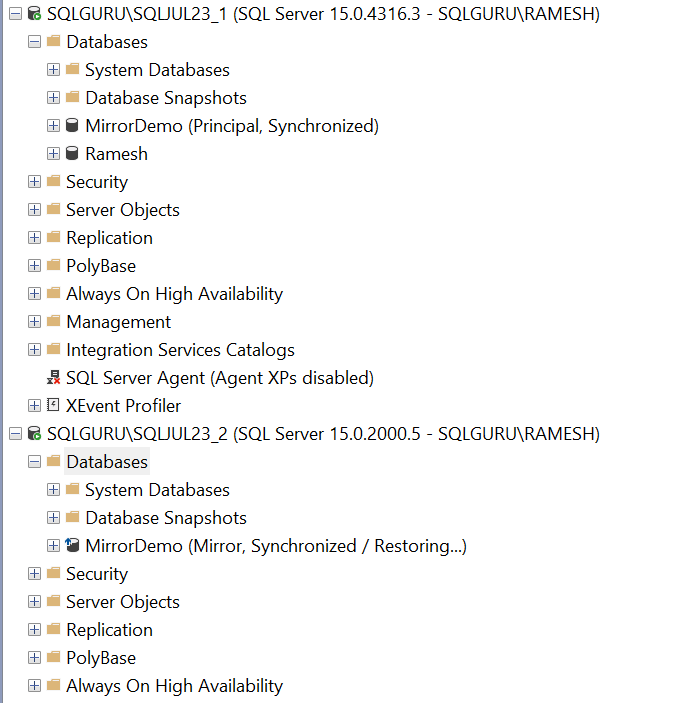 SQLGURU\SQLJUL23_1 (SQL Server 15.0.4316.3 - SQLGURU\RAMESH)
Databases
System Databases
Database Snapshots
MirrorDemo (Principal, Synchronized)
Ramesh
Security
Server Objects
Replication
PolyBase
Always On High Availability
Management
Integration Services Catalogs
SQL Server Agent (Agent XPs disabled)
XEvent Profiler
SQLGURU\SQLJUL23_2 (SQL Server 15.0.2000.5 - SQLGURU\RAMESH)
Databases
System Databases
Database Snapshots
MirrorDemo (Mirror, Synchronized / Restoring...)
Security
Server Objects
Replication
PolyBase
Always On High Availability